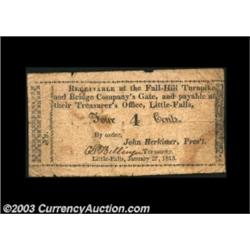 RECEIVABLE at the Fall-Hill Turnpike
and Bridge Company's Gate, and payable at
their Treasurer's Office, Little-Falls,
Four 4 Cents.
By order,
John Herkimer, Pres't.
Treasurer.
Little-Falls, January 27, 1815.
©2003 CurrencyAuction.com